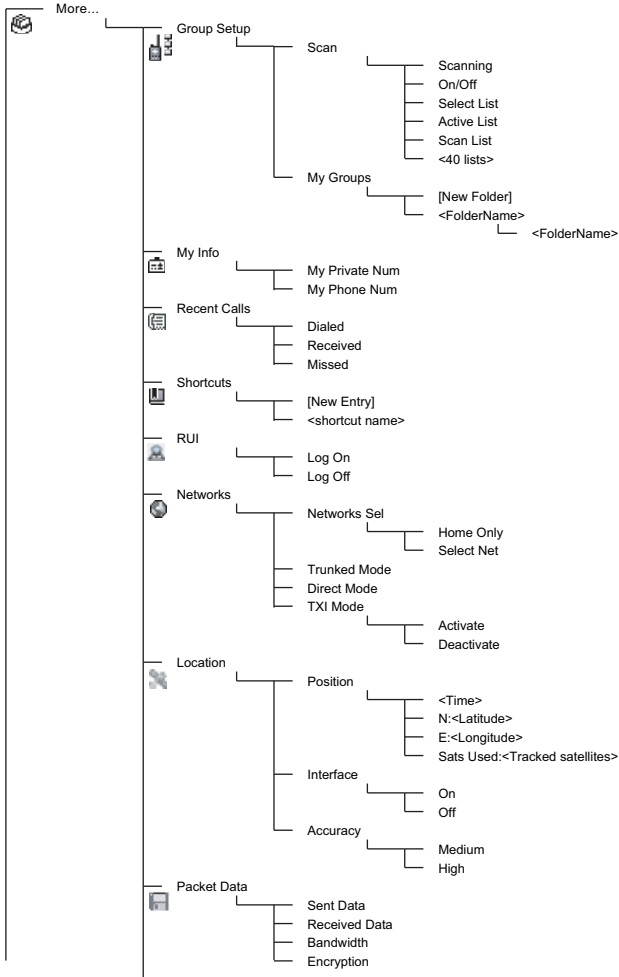 More...
Group Setup
Scan
Scanning
On/Off
Select List
Active List
Scan List
<40 lists>
My Groups
[New Folder]
<FolderName>
<FolderName>
My Info
My Private Num
My Phone Num
Recent Calls
Dialed
Received
Missed
Shortcuts
[New Entry]
<shortcut name>
RUI
Log On
Log Off
Networks
Networks Sel
Home Only
Select Net
Trunked Mode
Direct Mode
TXI Mode
Activate
Deactivate
Location
Position
<Time>
N:<Latitude>
E:<Longitude>
Sats Used:<Tracked satellites>
Interface
On
Off
Accuracy
Medium
High
Packet Data
Sent Data
Received Data
Bandwidth
Encryption